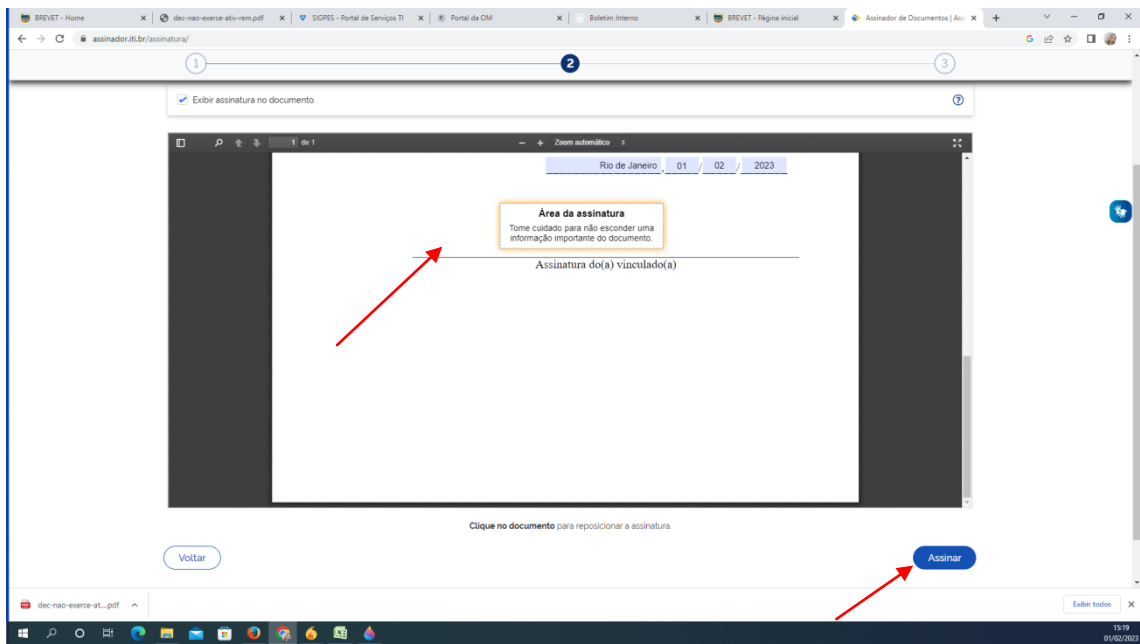 BREVET - Home
dec-nao-exerce-ativ-rem.pdf
SIGPES - Portal de Serviços TI
Portal da OM
Boletim Interno
BREVET - Página inicial
Assinador de Documentos | Ass
assinador.iti.br/assinatura/
1
2
3
Exibir assinatura no documento
1 de 1
Zoom automático
Rio de Janeiro , 01 / 02 / 2023
Área da assinatura
Tome cuidado para não esconder uma
informação importante do documento.
Assinatura do(a) vinculado(a)
Clique no documento para reposicionar a assinatura.
Voltar
Assinar
dec-nao-exerce-at....pdf
Exibir todos
15:19
01/02/2023